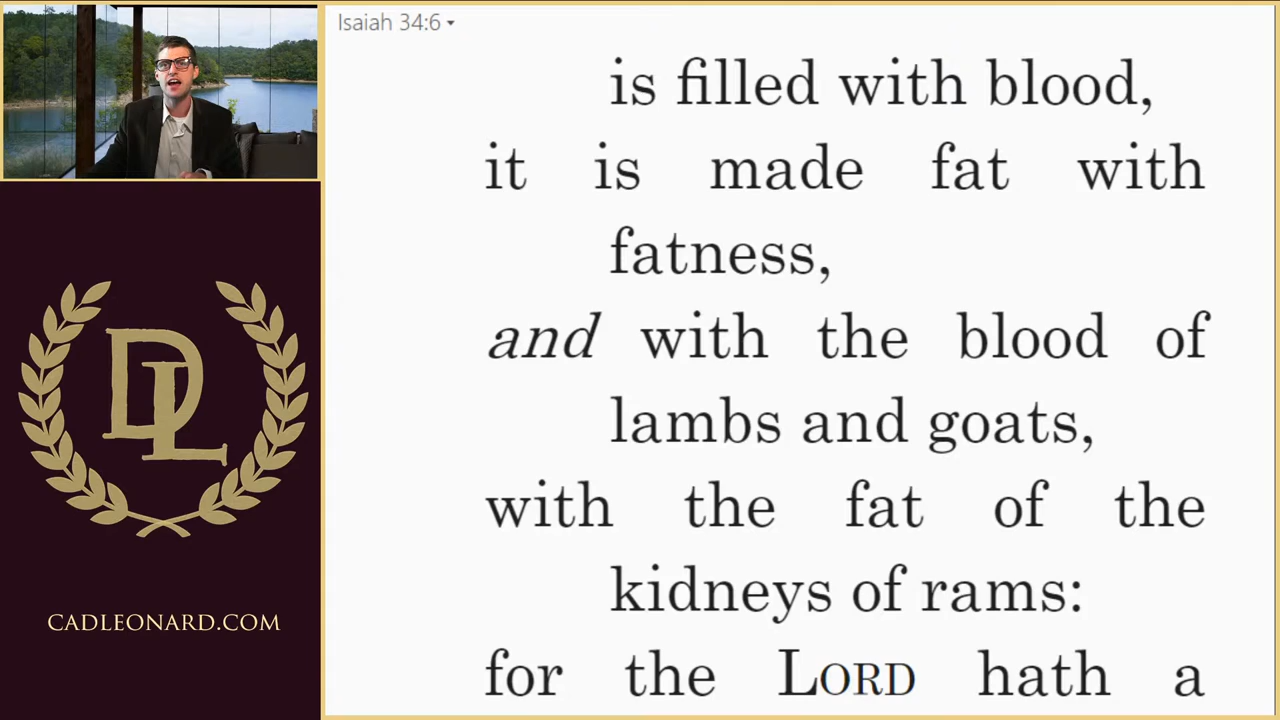 Isaiah 34:6
is filled with blood,
it is made fat with
fatness,
and with the blood of
lambs and goats,
with the fat of the
kidneys of rams:
for the LORD hath a
DL
CADLEONARD.COM